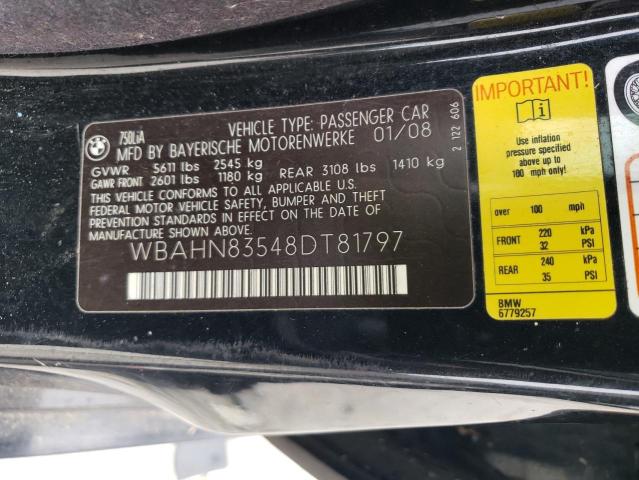 BMW
750LiA
VEHICLE TYPE: PASSENGER CAR
MFD BY BAYERISCHE MOTORENWERKE 01/08
GVWR 5611 lbs 2545 kg
GAWR FRONT 2601 lbs 1180 kg REAR 3108 lbs 1410 kg
THIS VEHICLE CONFORMS TO ALL APPLICABLE U.S.
FEDERAL MOTOR VEHICLE SAFETY, BUMPER AND THEFT
PREVENTION STANDARDS IN EFFECT ON THE DATE OF
MANUFACTURE SHOWN ABOVE.
WBAHN83548DT81797
2 122 606
IMPORTANT!
i
Use inflation
pressure specified
above up to
100 mph only!
over 100 mph
FRONT 220 kPa
32 PSI
REAR 240 kPa
35 PSI
BMW
6779257